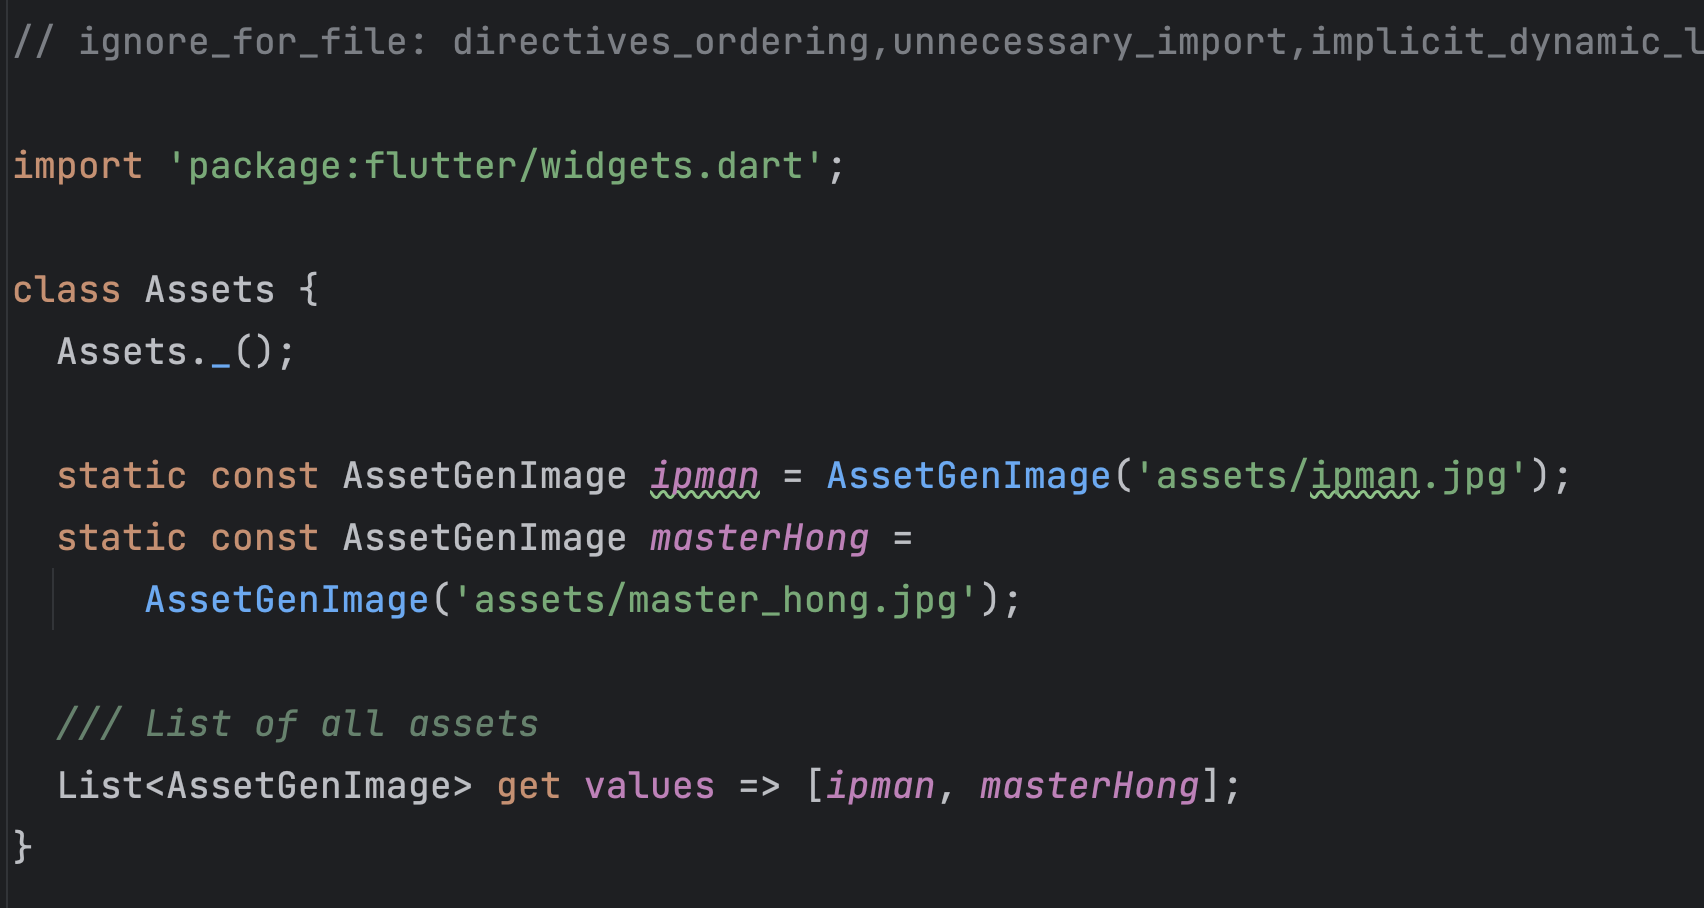 // ignore_for_file: directives_ordering,unnecessary_import,implicit_dynamic_l
import 'package:flutter/widgets.dart';
class Assets {
Assets._();
static const AssetGenImage ipman = AssetGenImage('assets/ipman.jpg');
static const AssetGenImage masterHong =
AssetGenImage('assets/master_hong.jpg');
/// List of all assets
List<AssetGenImage> get values => [ipman, masterHong];
}